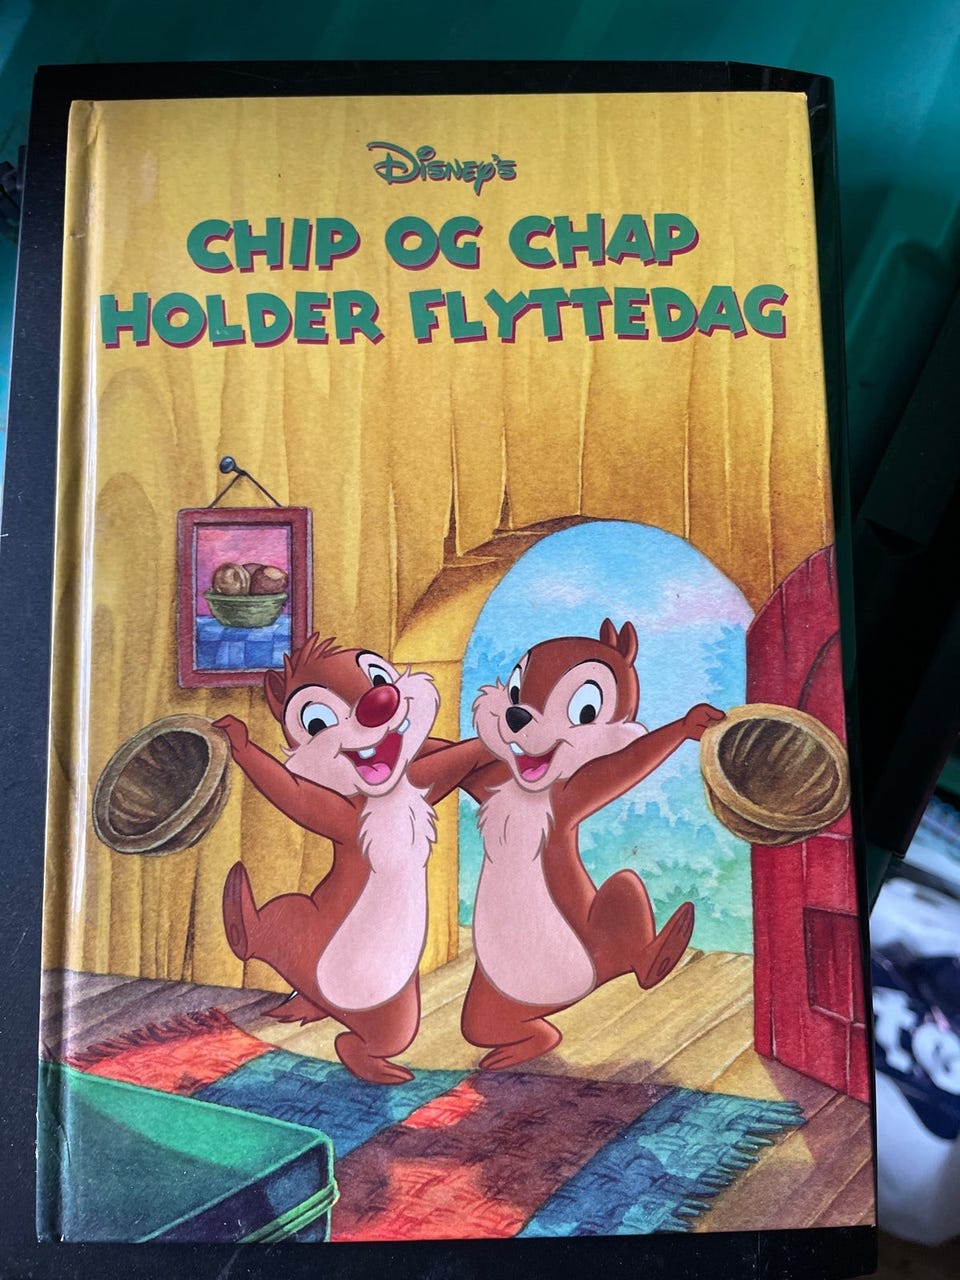 Disney's
CHIP OG CHAP
HOLDER FLYTTEDAG